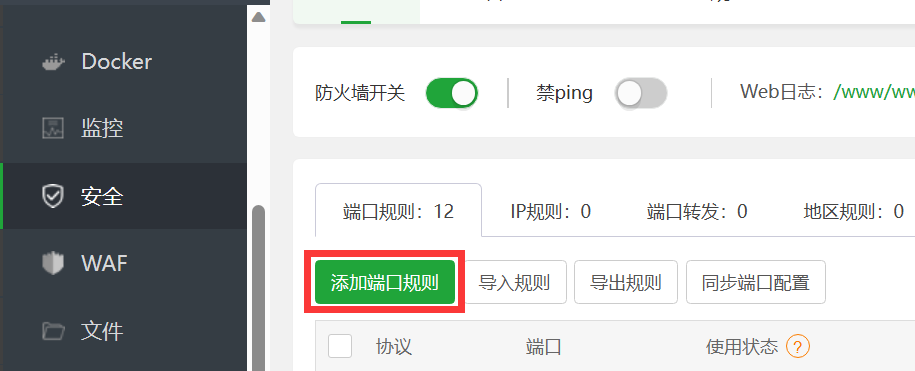 Docker
监控
安全
WAF
文件
防火墙开关 禁ping Web日志：/www/ww
端口规则：12 IP规则：0 端口转发：0 地区规则：0
添加端口规则 导入规则 导出规则 同步端口配置
协议 端口 使用状态 ?